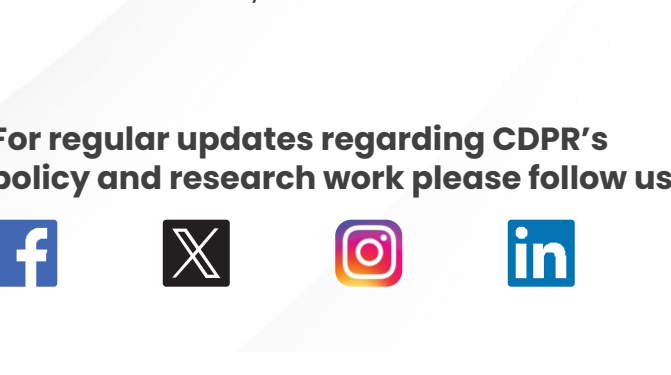 For regular updates regarding CDPR’s
policy and research work please follow us